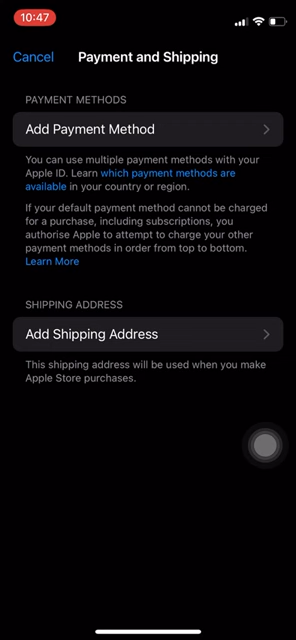 10:47
Cancel
Payment and Shipping
PAYMENT METHODS
Add Payment Method
You can use multiple payment methods with your
Apple ID. Learn which payment methods are
available in your country or region.
If your default payment method cannot be charged
for a purchase, including subscriptions, you
authorise Apple to attempt to charge your other
payment methods in order from top to bottom.
Learn More
SHIPPING ADDRESS
Add Shipping Address
This shipping address will be used when you make
Apple Store purchases.